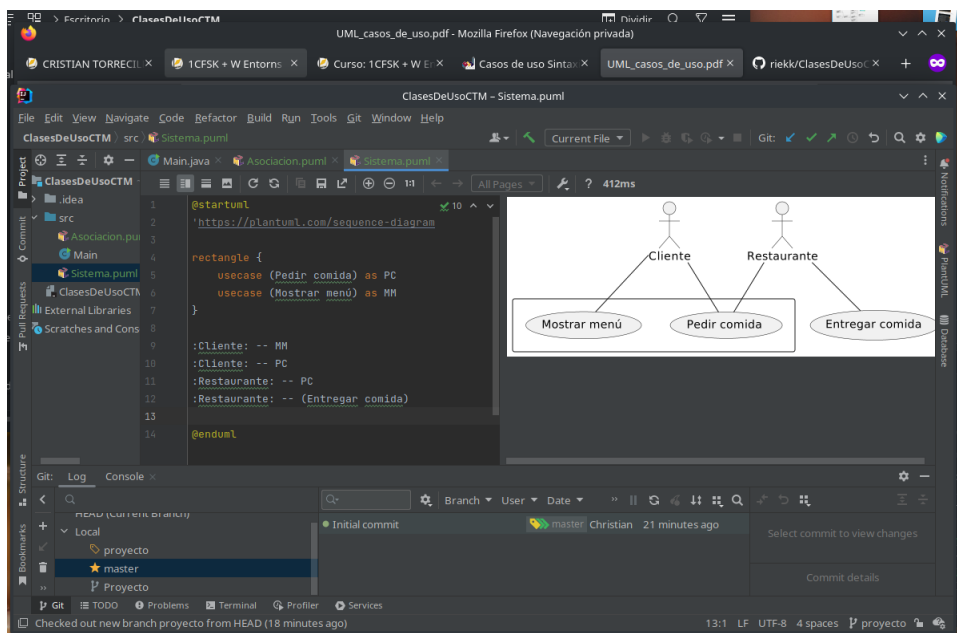 > Escritorio > ClasesDeUsoCTM
Dividir
UML_casos_de_uso.pdf - Mozilla Firefox (Navegación privada)
CRISTIAN TORRECIL
1CFSK + W Entorns
Curso: 1CFSK + W Er
Casos de uso Sintax
UML_casos_de_uso.pdf
riekk/ClasesDeUsoC
ClasesDeUsoCTM – Sistema.puml
File Edit View Navigate Code Refactor Build Run Tools Git Window Help
ClasesDeUsoCTM src Sistema.puml
Current File
Git:
Project
ClasesDeUsoCTM
.idea
src
Asociacion.pu
Main
Sistema.puml
ClasesDeUsoCTM
External Libraries
Scratches and Cons
Commit
Pull Requests
Structure
Bookmarks
Main.java
Asociacion.puml
Sistema.puml
1:1
All Pages
? 412ms
10
1 @startuml
2 'https://plantuml.com/sequence-diagram
3
4 rectangle {
5 usecase (Pedir comida) as PC
6 usecase (Mostrar menú) as MM
7 }
8
9 :Cliente: -- MM
10 :Cliente: -- PC
11 :Restaurante: -- PC
12 :Restaurante: -- (Entregar comida)
13
14 @enduml
Cliente
Restaurante
Mostrar menú
Pedir comida
Entregar comida
Notifications
PlantUML
Database
Git: Log Console
Branch User Date
HEAD (Current Branch)
Local
proyecto
master
Proyecto
Initial commit
master Christian 21 minutes ago
Select commit to view changes
Commit details
Git TODO Problems Terminal Profiler Services
Checked out new branch proyecto from HEAD (18 minutes ago)
13:1 LF UTF-8 4 spaces proyecto